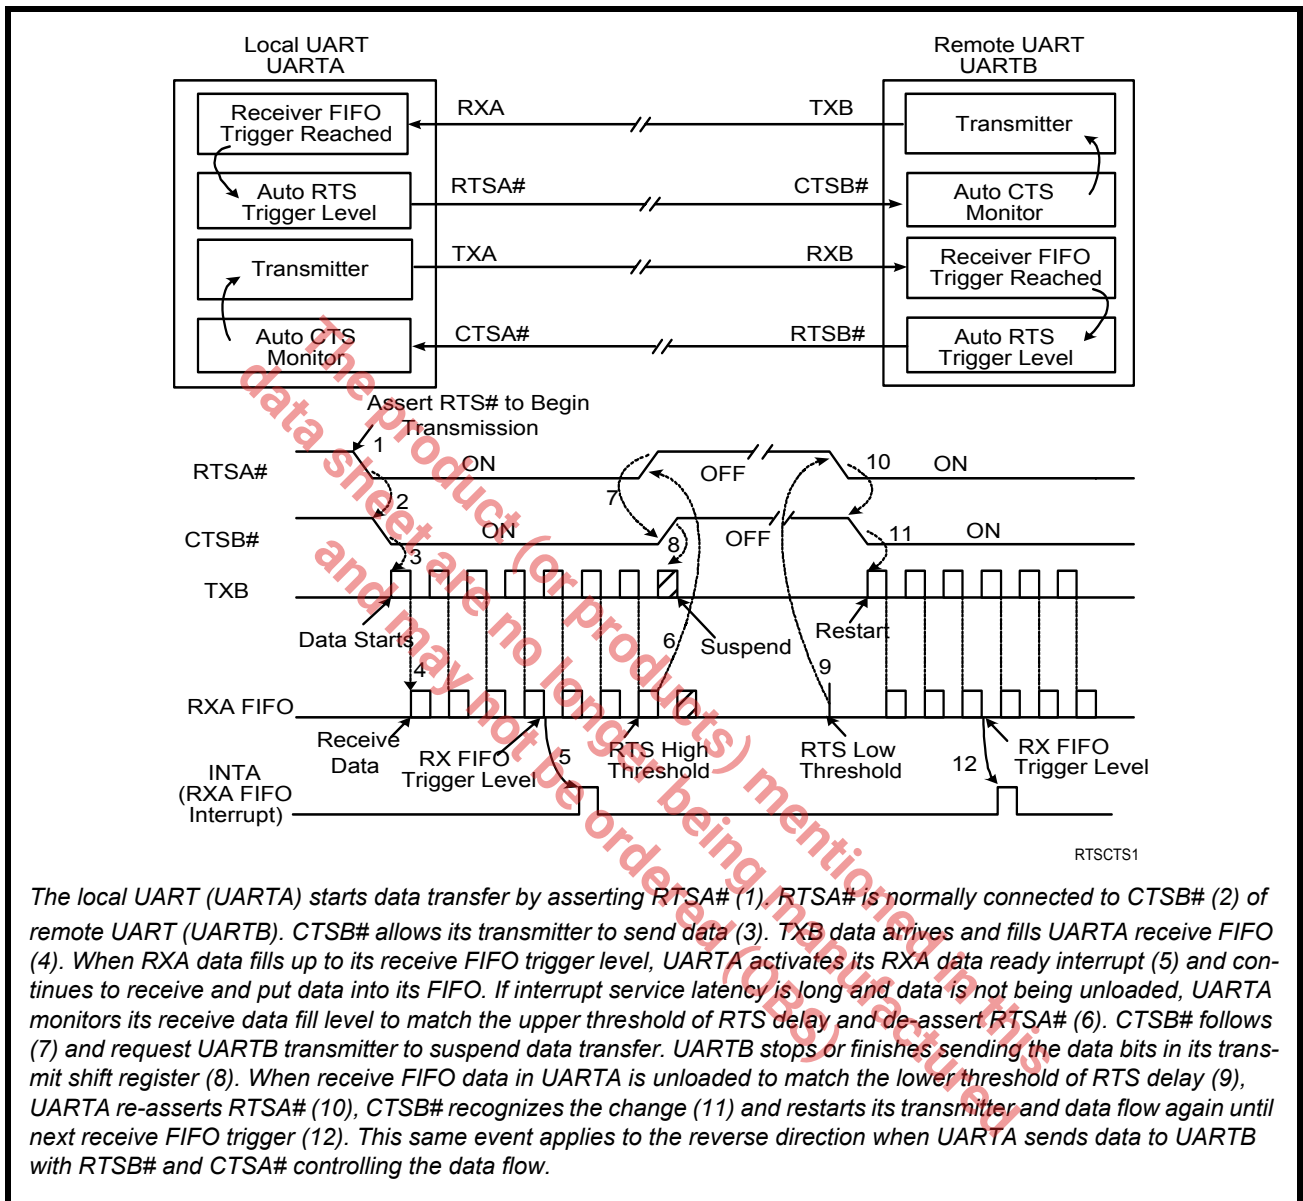 Local UART
UARTA
Remote UART
UARTB
Receiver FIFO
Trigger Reached
RXA
TXB
Transmitter
Auto RTS
Trigger Level
RTSA#
CTSB#
Auto CTS
Monitor
Transmitter
TXA
RXB
Receiver FIFO
Trigger Reached
Auto CTS
Monitor
CTSA#
RTSB#
Auto RTS
Trigger Level
Assert RTS# to Begin
Transmission
1
RTSA#
ON
7
OFF
10
ON
2
CTSB#
ON
8
OFF
11
ON
3
TXB
Data Starts
6
Suspend
Restart
4
9
RXA FIFO
Receive
Data
RX FIFO
Trigger Level
5
RTS High
Threshold
RTS Low
Threshold
12
RX FIFO
Trigger Level
INTA
(RXA FIFO
Interrupt)
RTSCTS1
The local UART (UARTA) starts data transfer by asserting RTSA# (1). RTSA# is normally connected to CTSB# (2) of
remote UART (UARTB). CTSB# allows its transmitter to send data (3). TXB data arrives and fills UARTA receive FIFO
(4). When RXA data fills up to its receive FIFO trigger level, UARTA activates its RXA data ready interrupt (5) and con-
tinues to receive and put data into its FIFO. If interrupt service latency is long and data is not being unloaded, UARTA
monitors its receive data fill level to match the upper threshold of RTS delay and de-assert RTSA# (6). CTSB# follows
(7) and request UARTB transmitter to suspend data transfer. UARTB stops or finishes sending the data bits in its trans-
mit shift register (8). When receive FIFO data in UARTA is unloaded to match the lower threshold of RTS delay (9),
UARTA re-asserts RTSA# (10), CTSB# recognizes the change (11) and restarts its transmitter and data flow again until
next receive FIFO trigger (12). This same event applies to the reverse direction when UARTA sends data to UARTB
with RTSB# and CTSA# controlling the data flow.
The product (or products) mentioned in this
data sheet are no longer being manufactured
and may not be ordered (OBS)